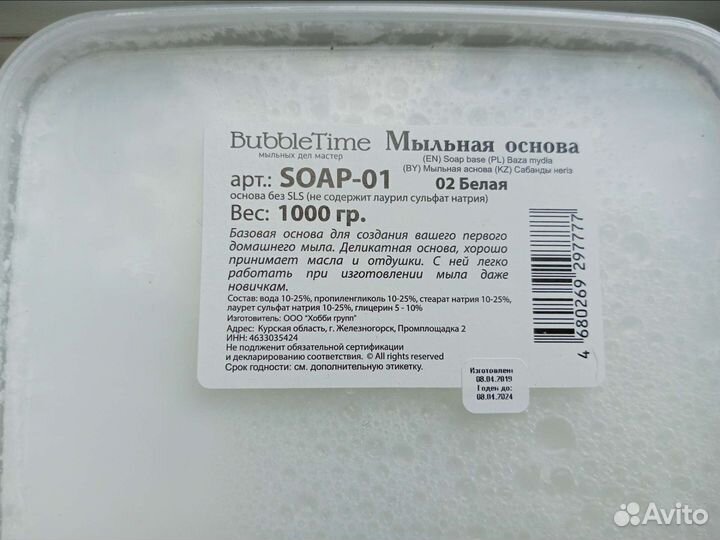 BubbleTime Мыльная основа
мыльных дел мастер
(EN) Soap base (PL) Baza mydła
(BY) Мыльная аснова (KZ) Сабанды негіз
арт.: SOAP-01 02 Белая
основа без SLS (не содержит лаурил сульфат натрия)
Вес: 1000 гр.
Базовая основа для создания вашего первого
домашнего мыла. Деликатная основа, хорошо
принимает масла и отдушки. С ней легко
работать при изготовлении мыла даже
новичкам.
Состав: вода 10-25%, пропиленгликоль 10-25%, стеарат натрия 10-25%,
лаурет сульфат натрия 10-25%, глицерин 5 - 10%
Изготовитель: ООО "Хобби групп"
Адрес: Курская область, г. Железногорск, Промплощадка 2
ИНН: 4633035424
Не подлженит обязательной сертификации
и декларированию соответствия. © All rights reserved
Срок годности: см. дополнительную этикетку.
4 680269 297777
Изготовлен:
08.04.2019
Годен до:
08.04.2024
Avito